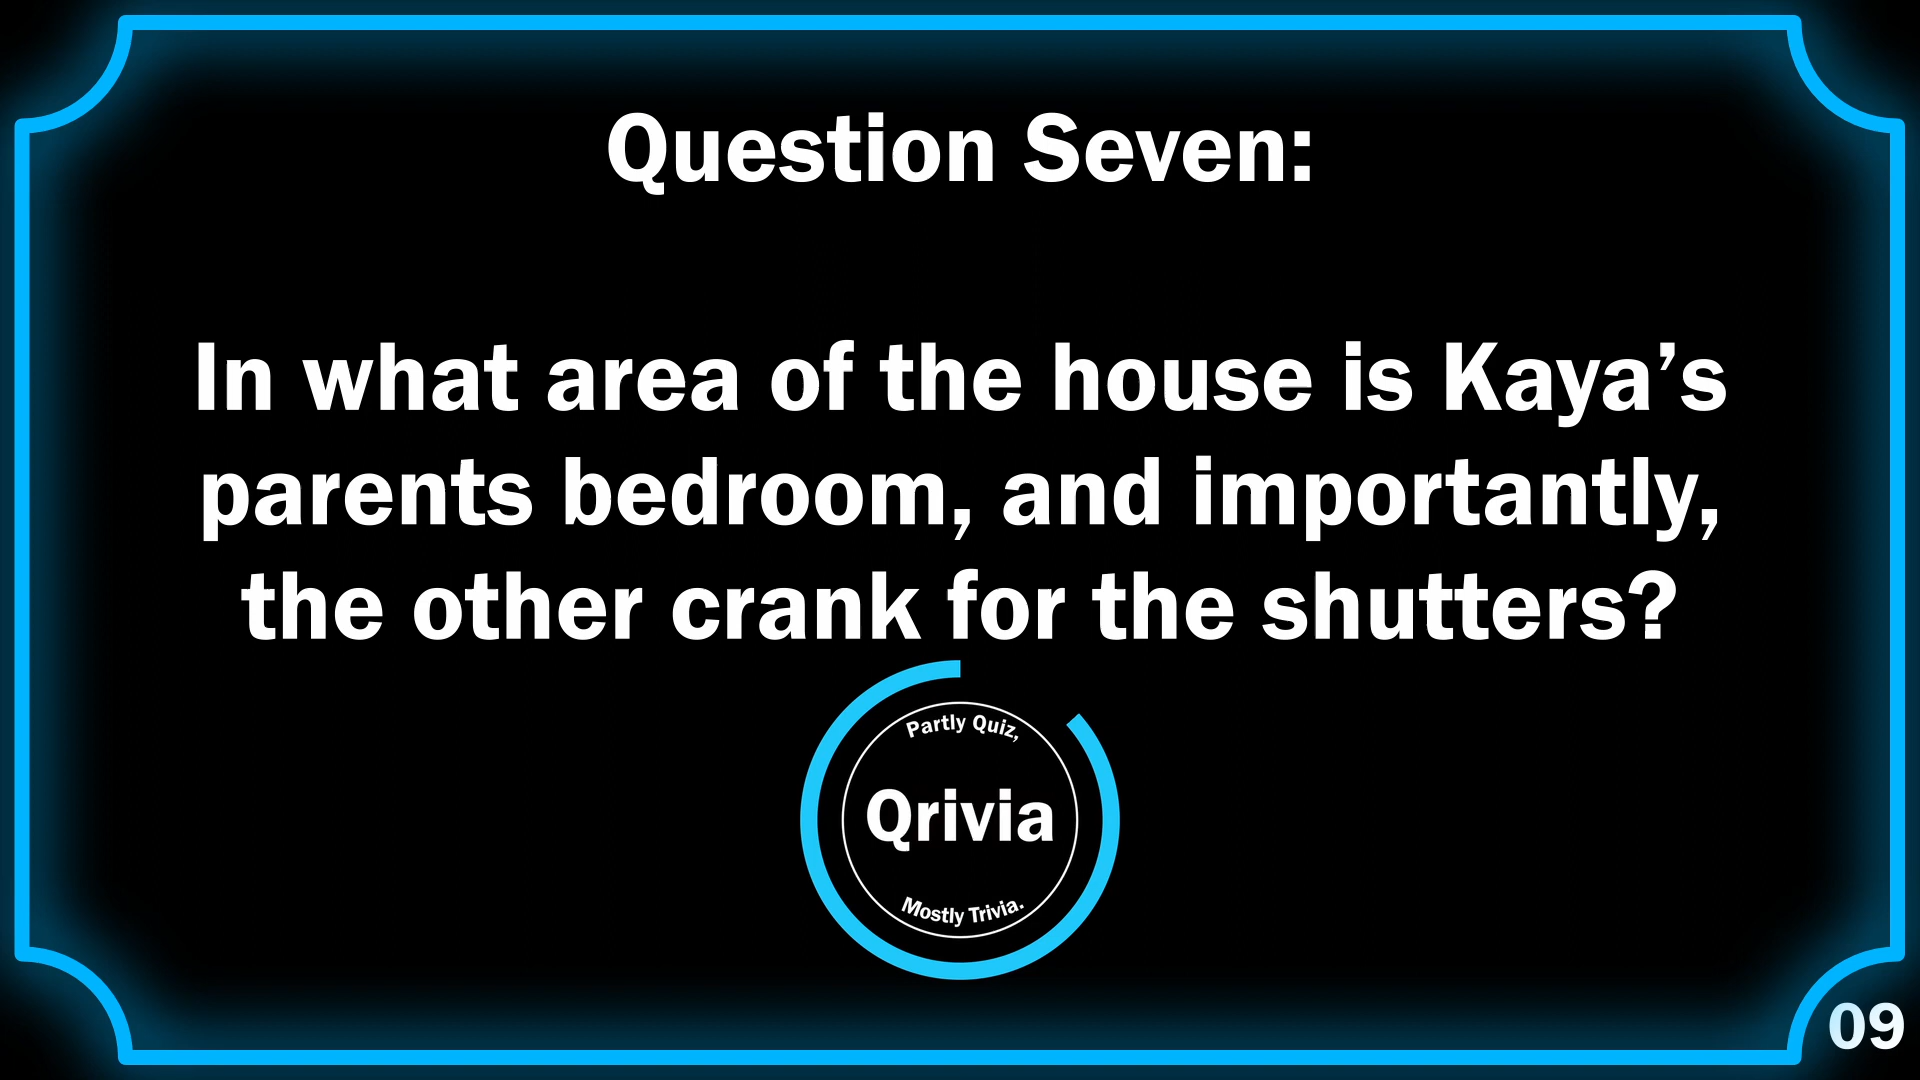 Question Seven:
In what area of the house is Kaya’s
parents bedroom, and importantly,
the other crank for the shutters?
Partly Quiz,
Qrivia
Mostly Trivia.
09